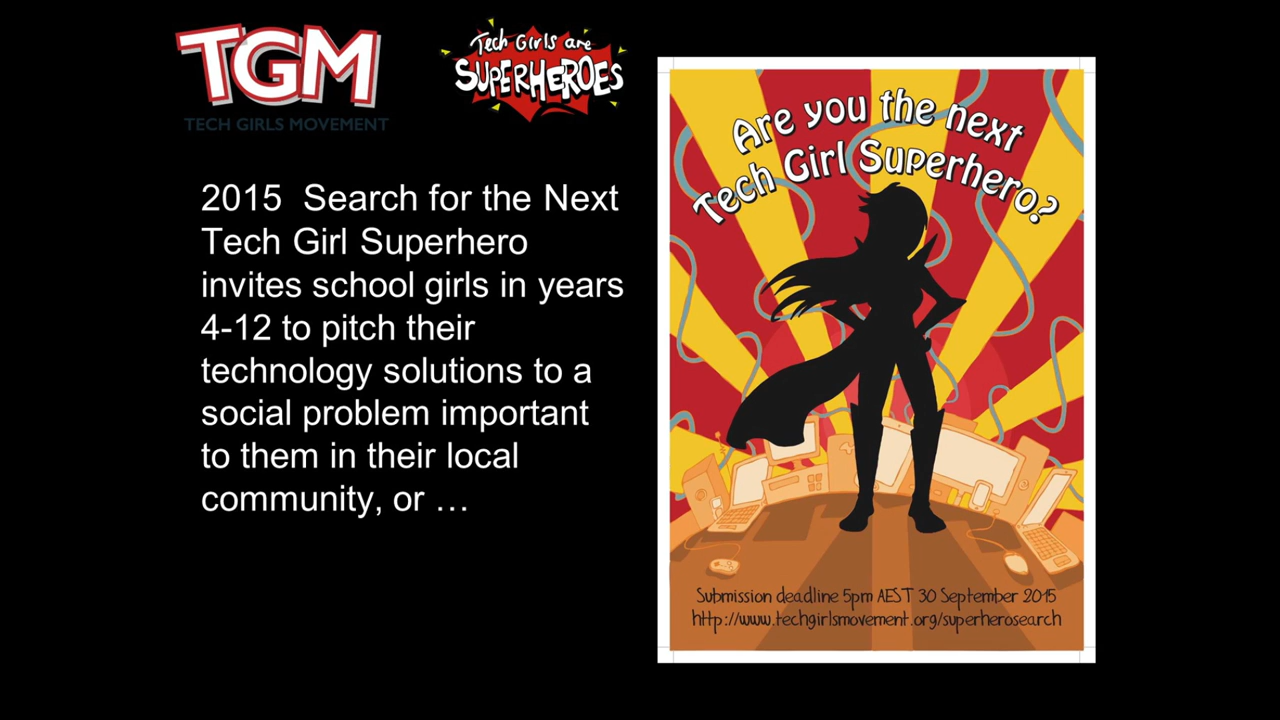 TGM
TECH GIRLS MOVEMENT
Tech Girls are
SUPERHEROES
2015 Search for the Next
Tech Girl Superhero
invites school girls in years
4-12 to pitch their
technology solutions to a
social problem important
to them in their local
community, or …
Are you the next
Tech Girl Superhero?
Submission deadline 5pm AEST 30 September 2015
http://www.techgirlsmovement.org/superherosearch